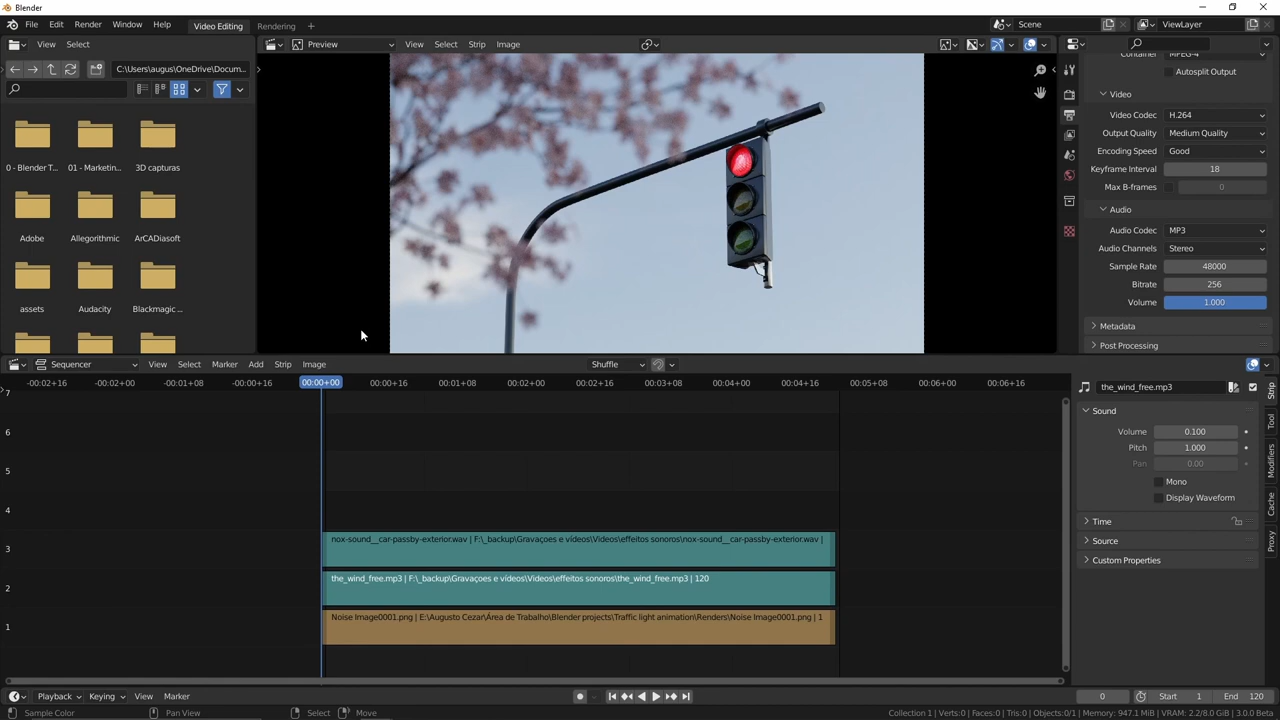 Blender
File Edit Render Window Help Video Editing Rendering + Scene ViewLayer
View Select Preview View Select Strip Image
C:\Users\augus\OneDrive\Docum...
0 - Blender T... 01 - Marketin... 3D capturas
Adobe Allegorithmic ArCADiasoft
assets Audacity Blackmagic ...
Container MPEG-4
Autosplit Output
Video
Video Codec H.264
Output Quality Medium Quality
Encoding Speed Good
Keyframe Interval 18
Max B-frames 0
Audio
Audio Codec MP3
Audio Channels Stereo
Sample Rate 48000
Bitrate 256
Volume 1.000
Metadata
Post Processing
Sequencer View Select Marker Add Strip Image Shuffle
-00:02+16 -00:02+00 -00:01+08 -00:00+16 00:00+00 00:00+16 00:01+08 00:02+00 00:02+16 00:03+08 00:04+00 00:04+16 00:05+08 00:06+00 00:06+16
7
6
5
4
3
2
1
nox-sound__car-passby-exterior.wav | F:\_backup\Gravaçoes e vídeos\Videos\effeitos sonoros\nox-sound__car-passby-exterior.wav |
the_wind_free.mp3 | F:\_backup\Gravaçoes e vídeos\Videos\effeitos sonoros\the_wind_free.mp3 | 120
Noise Image0001.png | E:\Augusto Cezar\Área de Trabalho\Blender projects\Traffic light animation\Renders\Noise Image0001.png | 1
the_wind_free.mp3
Sound
Volume 0.100
Pitch 1.000
Pan 0.00
Mono
Display Waveform
Time
Source
Custom Properties
Strip
Tool
Modifiers
Cache
Proxy
Playback Keying View Marker 0 Start 1 End 120
Sample Color Pan View Select Move Collection 1 | Verts:0 | Faces:0 | Tris:0 | Objects:0/1 | Memory: 947.1 MiB | VRAM: 2.2/8.0 GiB | 3.0.0 Beta